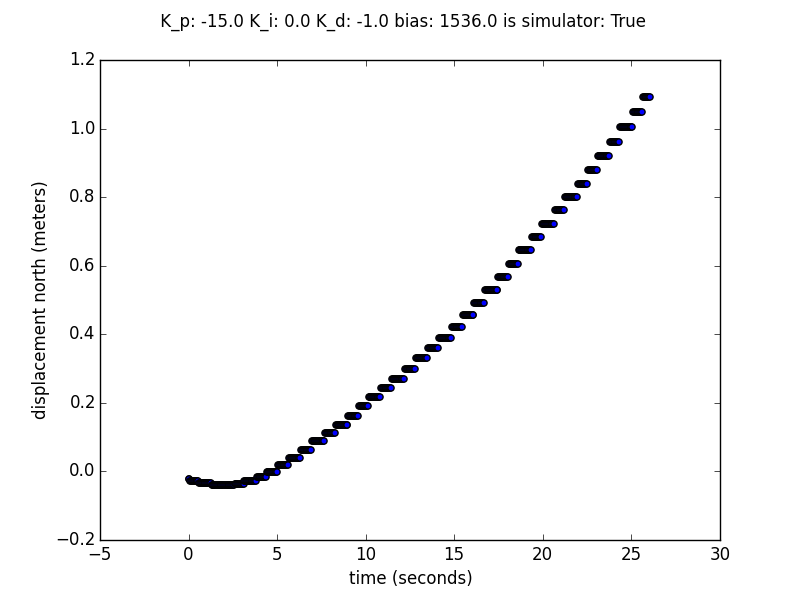 K_p: -15.0 K_i: 0.0 K_d: -1.0 bias: 1536.0 is simulator: True
1.2
1.0
0.8
0.6
0.4
0.2
0.0
−0.2
displacement north (meters)
−5 0 5 10 15 20 25 30
time (seconds)